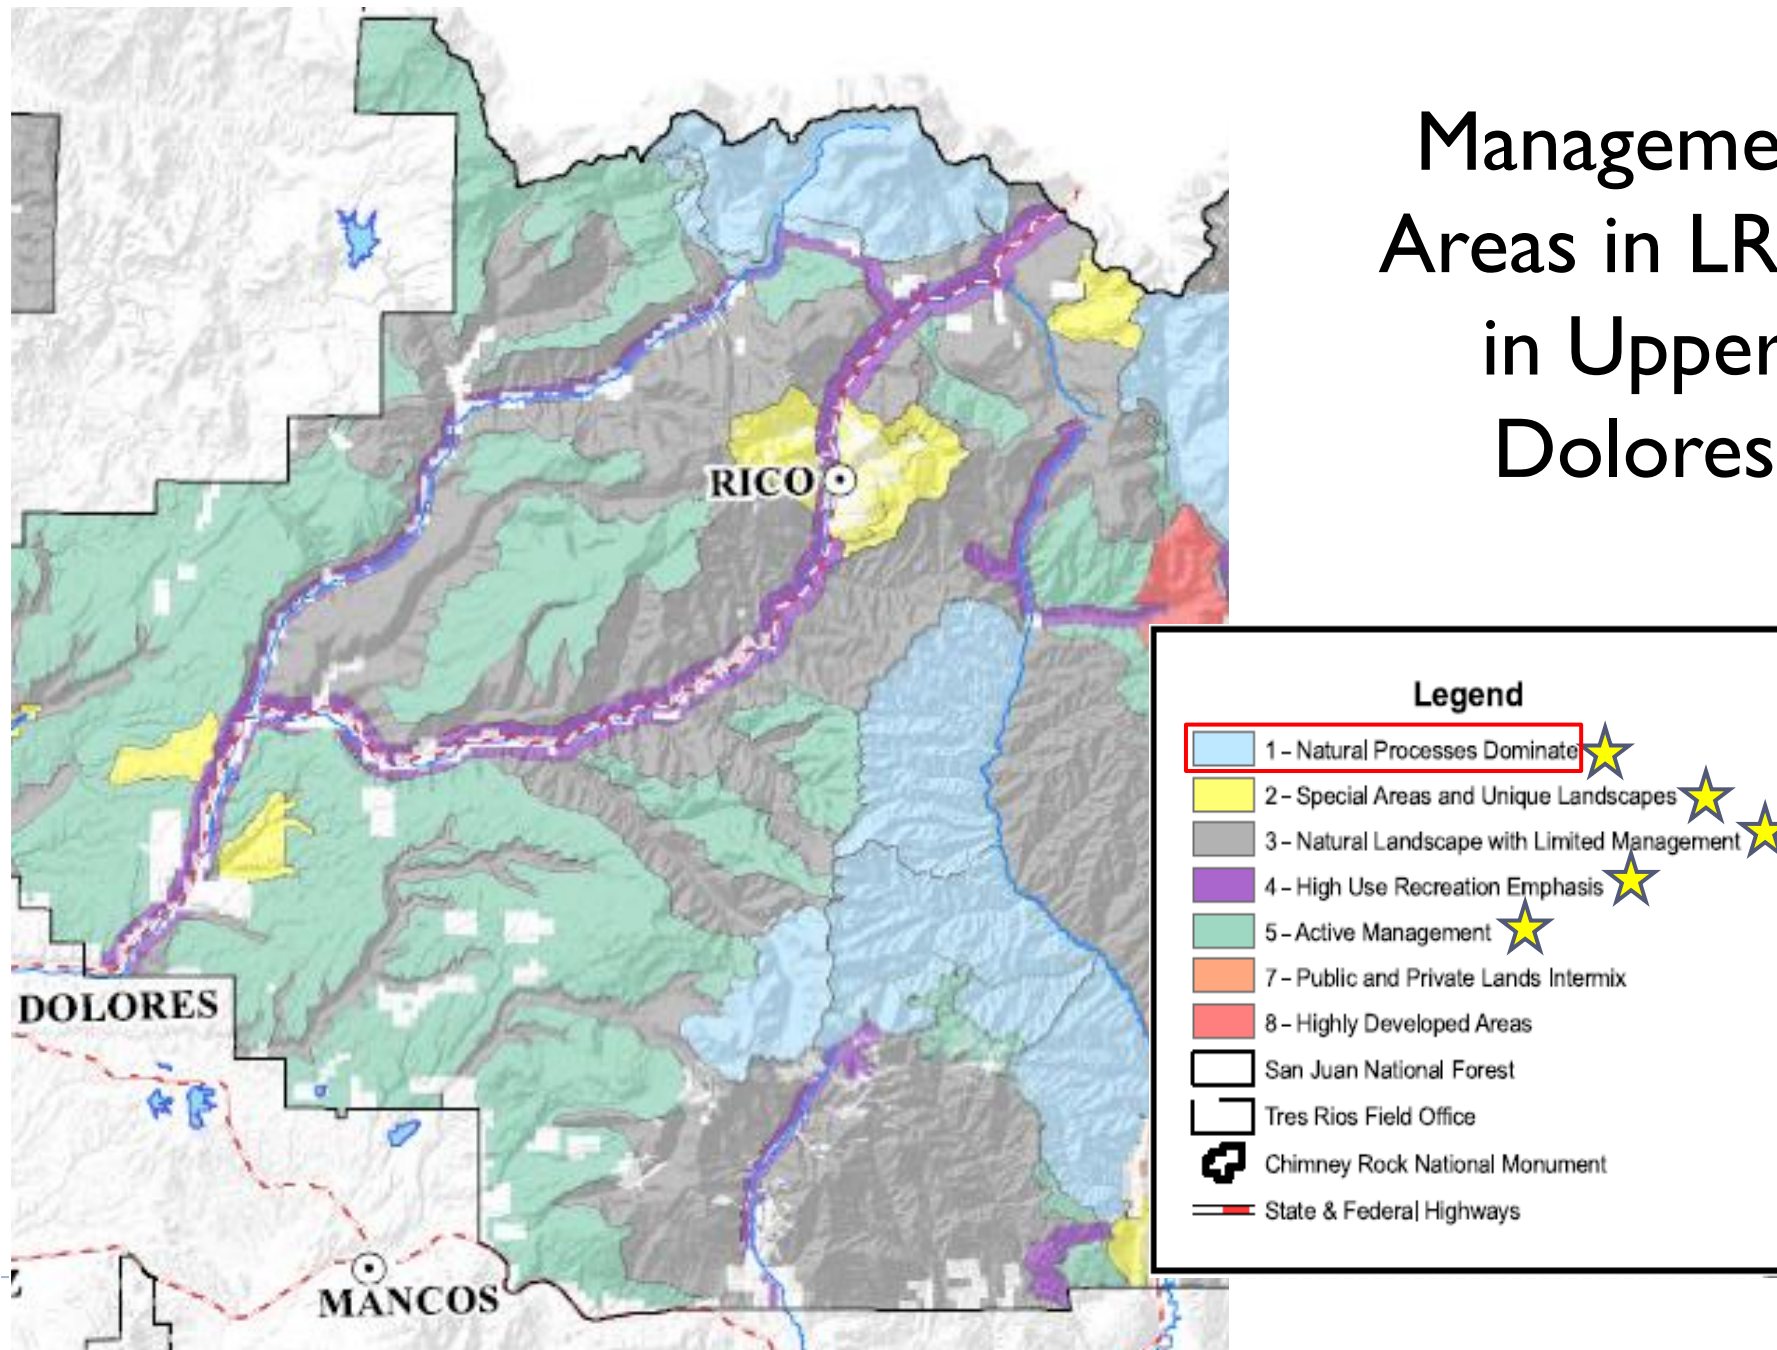 Manageme
Areas in LR
in Upper
Dolores
RICO
DOLORES
MANCOS
Legend
1 – Natural Processes Dominate
2 – Special Areas and Unique Landscapes
3 – Natural Landscape with Limited Management
4 – High Use Recreation Emphasis
5 – Active Management
7 – Public and Private Lands Intermix
8 – Highly Developed Areas
San Juan National Forest
Tres Rios Field Office
Chimney Rock National Monument
State & Federal Highways